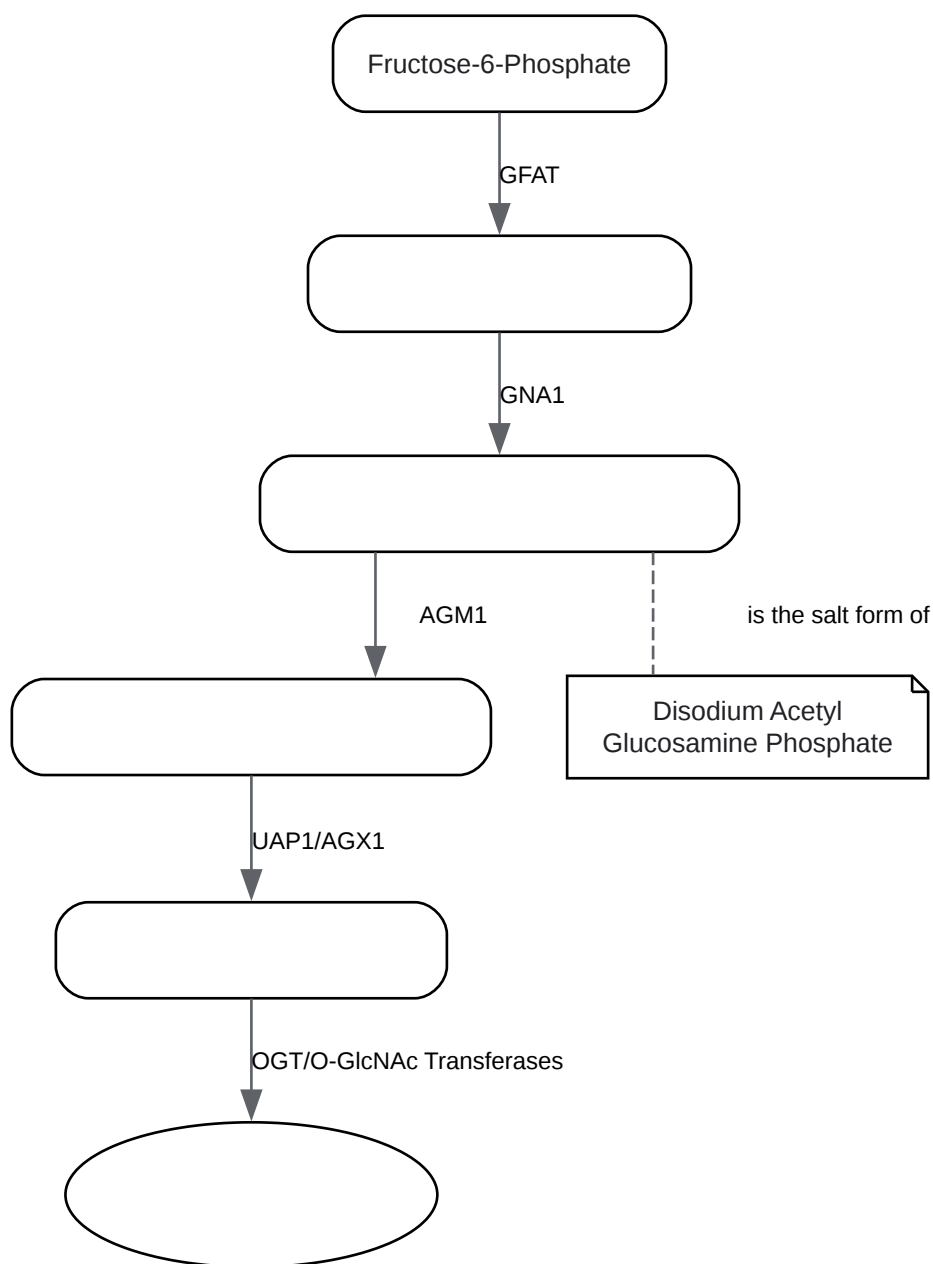 Fructose-6-Phosphate
GFAT
GNA1
AGM1
is the salt form of
Disodium Acetyl
Glucosamine Phosphate
UAP1/AGX1
OGT/O-GlcNAc Transferases